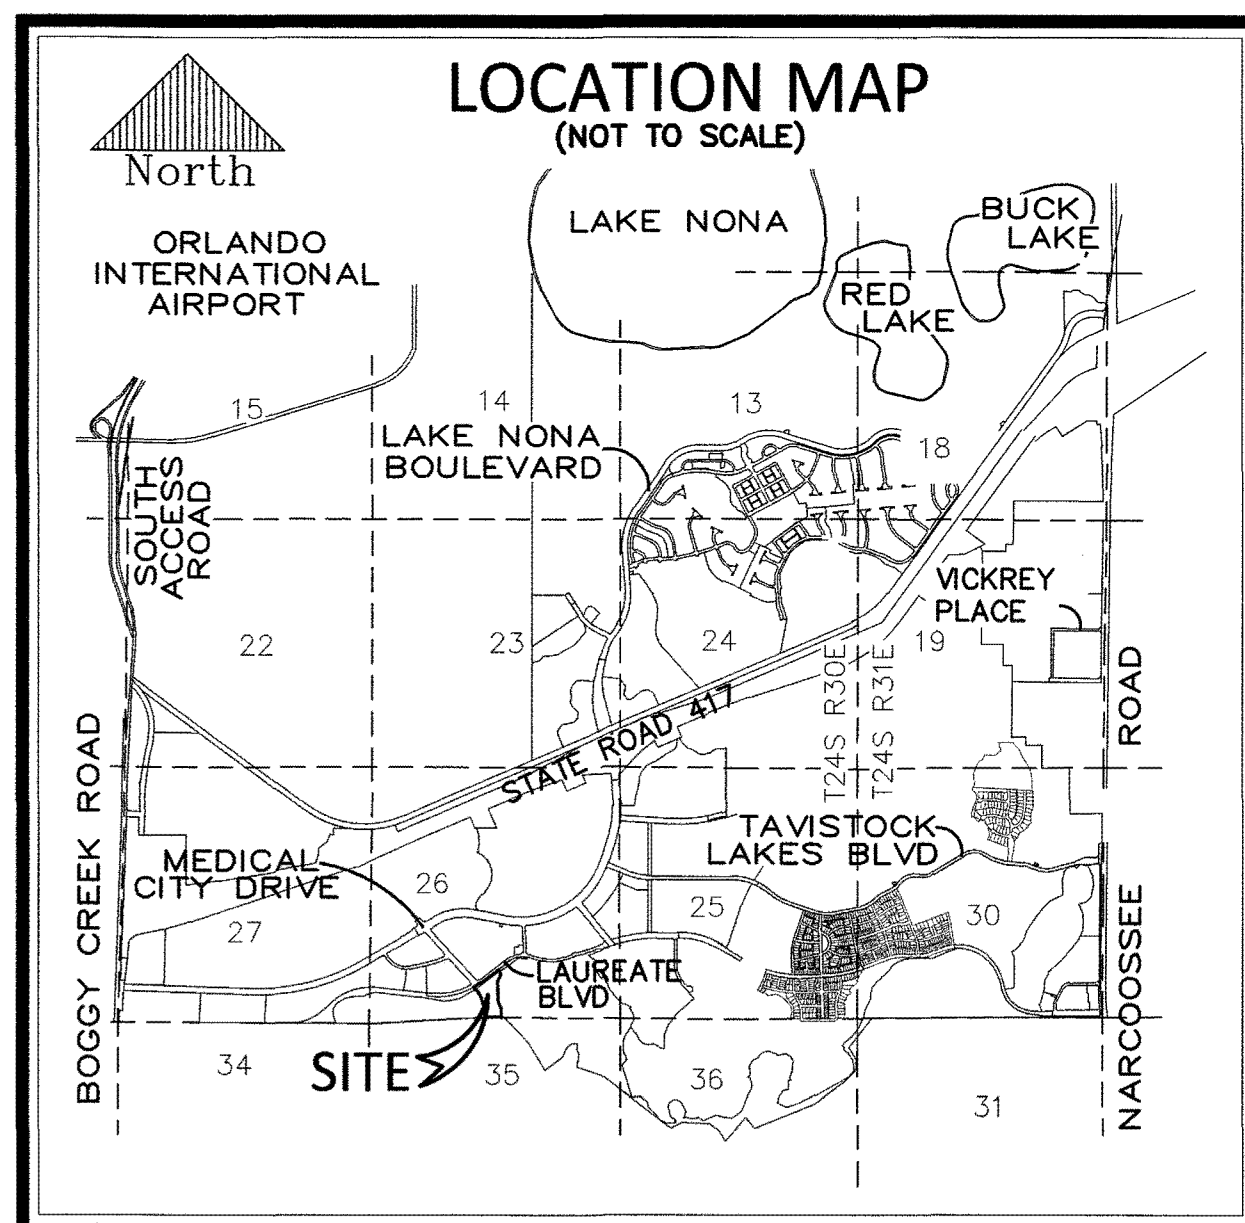 LOCATION MAP
(NOT TO SCALE)
North
LAKE NONA
BUCK
LAKE
ORLANDO
INTERNATIONAL
AIRPORT
RED
LAKE
15
14
13
18
LAKE NONA
BOULEVARD
SOUTH
ACCESS
ROAD
VICKREY
PLACE
22
23
24
19
T24S R30E
T24S R31E
STATE ROAD 417
BOGGY CREEK ROAD
NARCOOSSEE ROAD
TAVISTOCK
LAKES BLVD
MEDICAL
CITY DRIVE
26
25
30
27
LAUREATE
BLVD
SITE
34
35
36
31